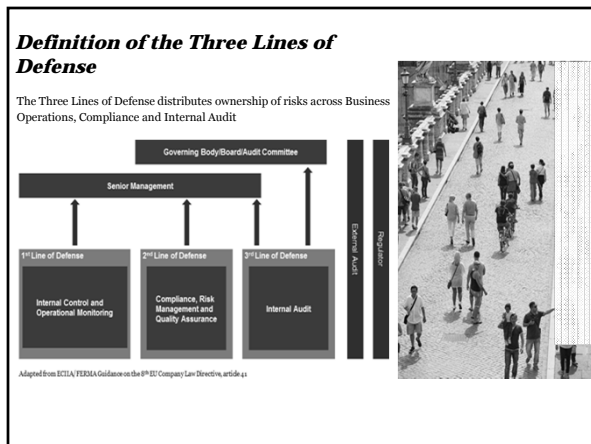 Definition of the Three Lines of
Defense
The Three Lines of Defense distributes ownership of risks across Business
Operations, Compliance and Internal Audit
Governing Body/Board/Audit Committee
Senior Management
1st Line of Defense
Internal Control and
Operational Monitoring
2nd Line of Defense
Compliance, Risk
Management and
Quality Assurance
3rd Line of Defense
Internal Audit
External Audit
Regulator
Adapted from ECIIA/ FERMA Guidance on the 8th EU Company Law Directive, article 41